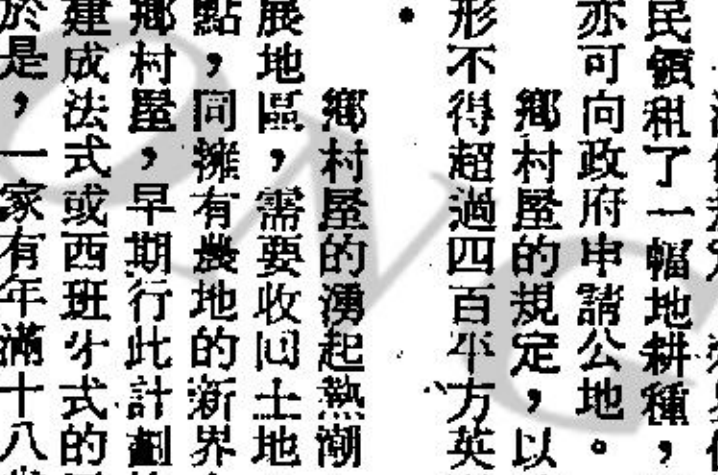 民領租了一幅地耕種，
亦可向政府申請公地。
鄉村屋的規定，以
形不得超過四百平方英
鄉村屋的湧起熱潮
展地區，需要收回土地
點，同擁有農地的新界
鄉村屋，早期行此計劃
建成法式或西班牙式的
於是，一家有年滿十八